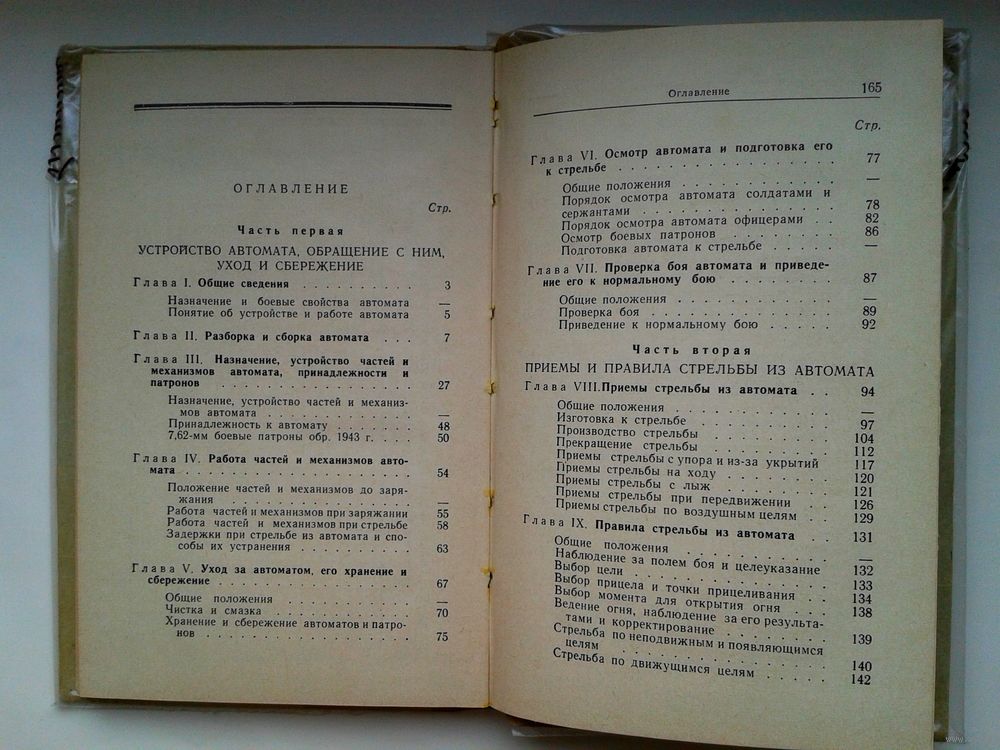 ОГЛАВЛЕНИЕ
Стр.
Часть первая
УСТРОЙСТВО АВТОМАТА, ОБРАЩЕНИЕ С НИМ,
УХОД И СБЕРЕЖЕНИЕ
Глава I. Общие сведения . . . . . . . . . . 3
Назначение и боевые свойства автомата —
Понятие об устройстве и работе автомата 5
Глава II. Разборка и сборка автомата . . . 7
Глава III. Назначение, устройство частей и
механизмов автомата, принадлежности и
патронов . . . . . . . . . . . . . . . 27
Назначение, устройство частей и механиз-
мов автомата . . . . . . . . . . . . —
Принадлежность к автомату . . . . . . 48
7,62-мм боевые патроны обр. 1943 г. . . . 50
Глава IV. Работа частей и механизмов авто-
мата . . . . . . . . . . . . . . . . . 54
Положение частей и механизмов до заря-
жания . . . . . . . . . . . . . . —
Работа частей и механизмов при заряжании 55
Работа частей и механизмов при стрельбе 58
Задержки при стрельбе из автомата и спо-
собы их устранения . . . . . . . . . 63
Глава V. Уход за автоматом, его хранение и
сбережение . . . . . . . . . . . . . . . 67
Общие положения . . . . . . . . . . —
Чистка и смазка . . . . . . . . . . . 70
Хранение и сбережение автоматов и патро-
нов . . . . . . . . . . . . . . . . 75
Оглавление 165
Стр.
Глава VI. Осмотр автомата и подготовка его
к стрельбе . . . . . . . . . . . . . . 77
Общие положения . . . . . . . . . . —
Порядок осмотра автомата солдатами и
сержантами . . . . . . . . . . . . 78
Порядок осмотра автомата офицерами . . 82
Осмотр боевых патронов . . . . . . . 86
Подготовка автомата к стрельбе . . . . —
Глава VII. Проверка боя автомата и приведе-
ние его к нормальному бою . . . . . . . . 87
Общие положения . . . . . . . . . . —
Проверка боя . . . . . . . . . . . . 89
Приведение к нормальному бою . . . . . 92
Часть вторая
ПРИЕМЫ И ПРАВИЛА СТРЕЛЬБЫ ИЗ АВТОМАТА
Глава VIII. Приемы стрельбы из автомата . . 94
Общие положения . . . . . . . . . . —
Изготовка к стрельбе . . . . . . . . . 97
Производство стрельбы . . . . . . . . 104
Прекращение стрельбы . . . . . . . . 112
Приемы стрельбы с упора и из-за укрытий 117
Приемы стрельбы на ходу . . . . . . . 120
Приемы стрельбы с лыж . . . . . . . . 121
Приемы стрельбы при передвижении . . . 126
Приемы стрельбы по воздушным целям . . 129
Глава IX. Правила стрельбы из автомата . . 131
Общие положения . . . . . . . . . . —
Наблюдение за полем боя и целеуказание 132
Выбор цели . . . . . . . . . . . . . 133
Выбор прицела и точки прицеливания . . 134
Выбор момента для открытия огня . . . 138
Ведение огня, наблюдение за его результа-
тами и корректирование . . . . . . . 139
Стрельба по неподвижным и появляющимся
целям . . . . . . . . . . . . . . 140
Стрельба по движущимся целям . . . . . 142